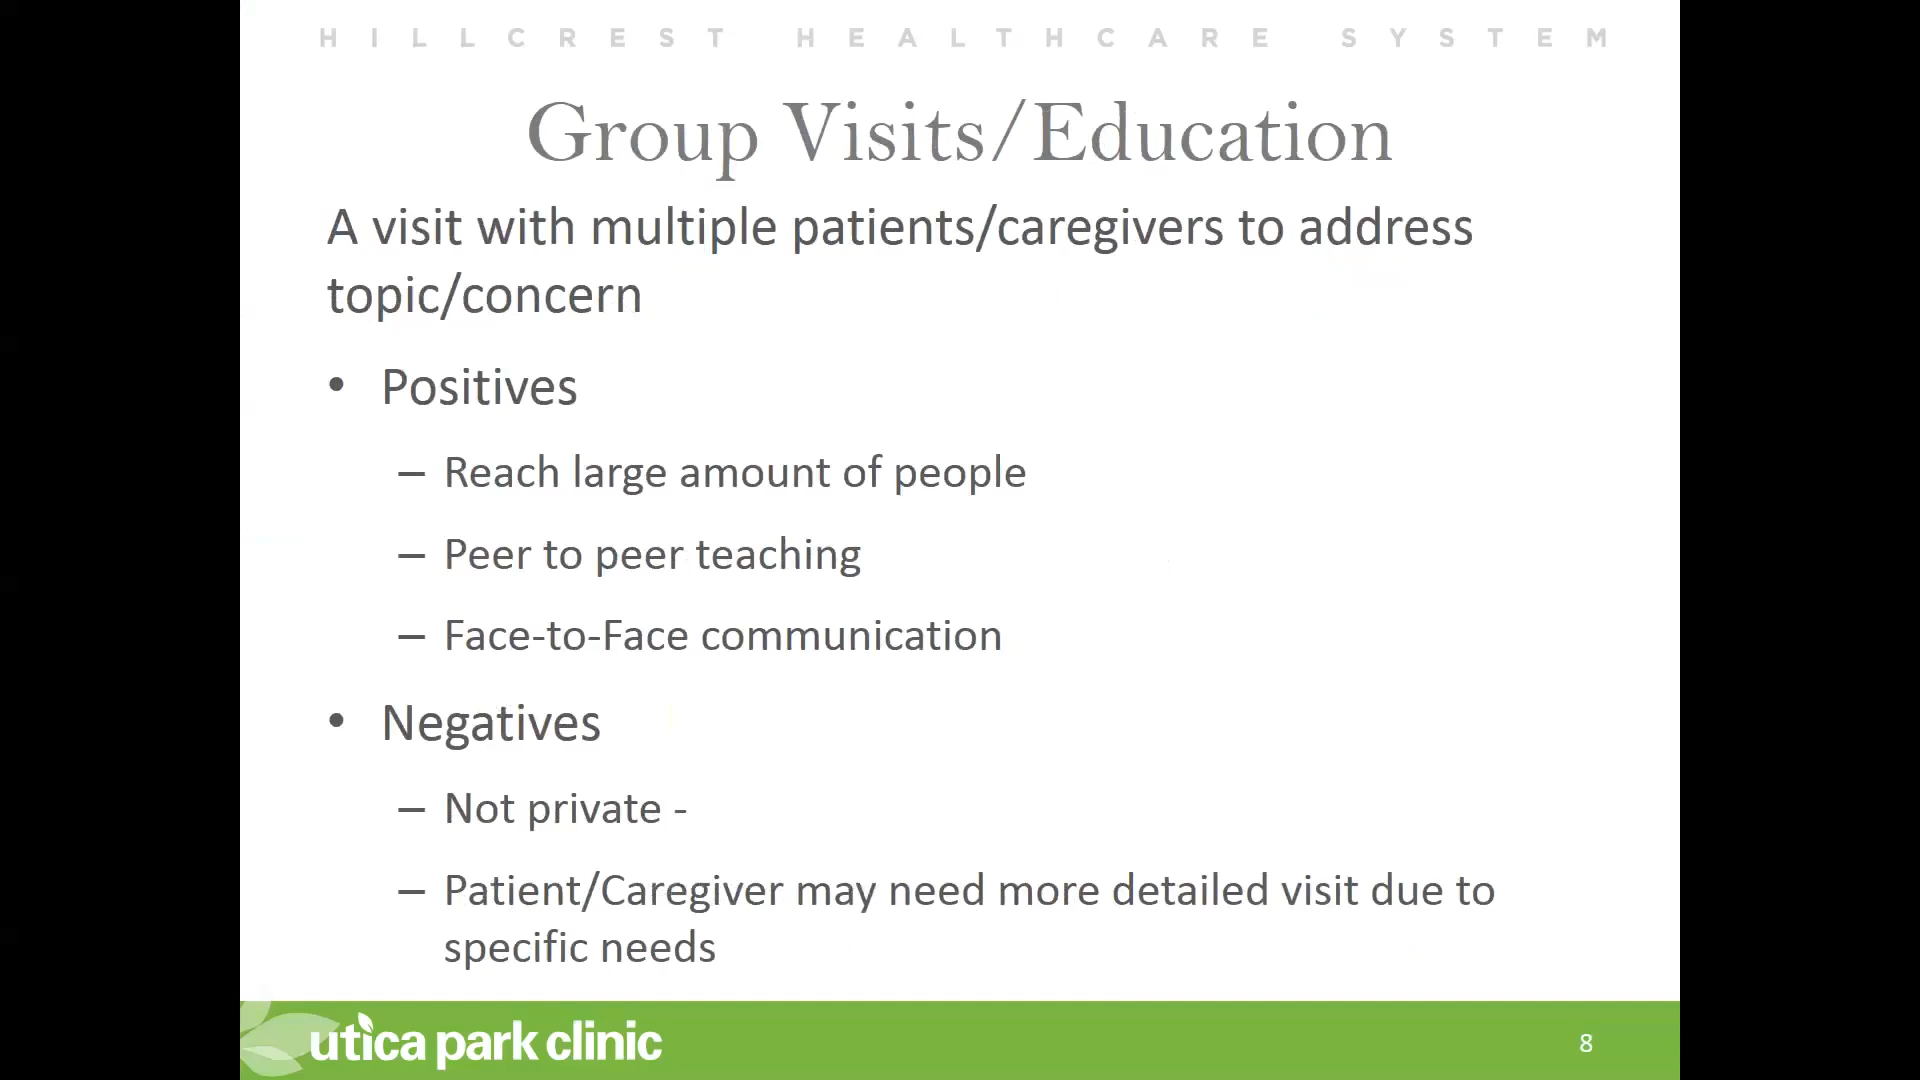 HILLCREST HEALTHCARE SYSTEM
Group Visits/Education
A visit with multiple patients/caregivers to address
topic/concern
• Positives
– Reach large amount of people
– Peer to peer teaching
– Face-to-Face communication
• Negatives
– Not private -
– Patient/Caregiver may need more detailed visit due to
specific needs
utica park clinic
8